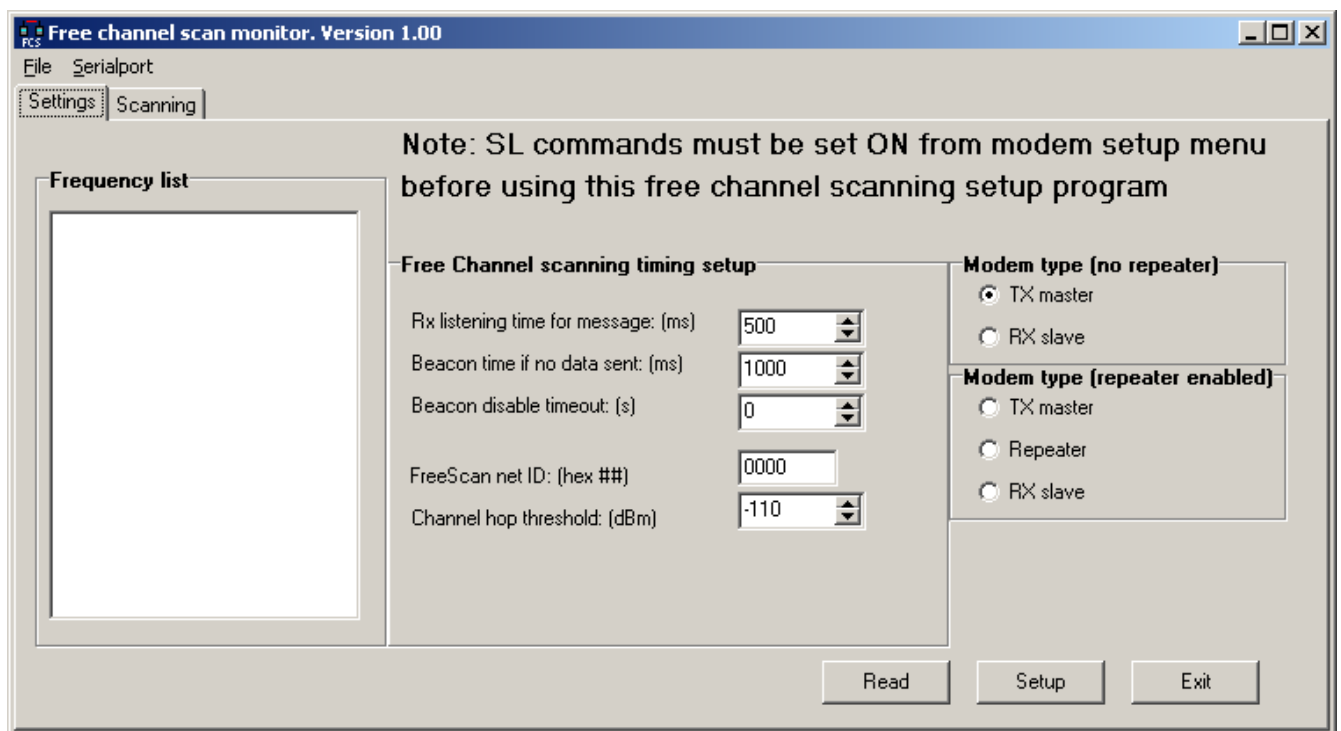 Free channel scan monitor. Version 1.00
FCS
File Serialport
Settings Scanning
Note: SL commands must be set ON from modem setup menu
before using this free channel scanning setup program
Frequency list
Free Channel scanning timing setup
Rx listening time for message: (ms) 500
Beacon time if no data sent: (ms) 1000
Beacon disable timeout: (s) 0
FreeScan net ID: (hex ##) 0000
Channel hop threshold: (dBm) -110
Modem type (no repeater)
TX master
RX slave
Modem type (repeater enabled)
TX master
Repeater
RX slave
Read Setup Exit